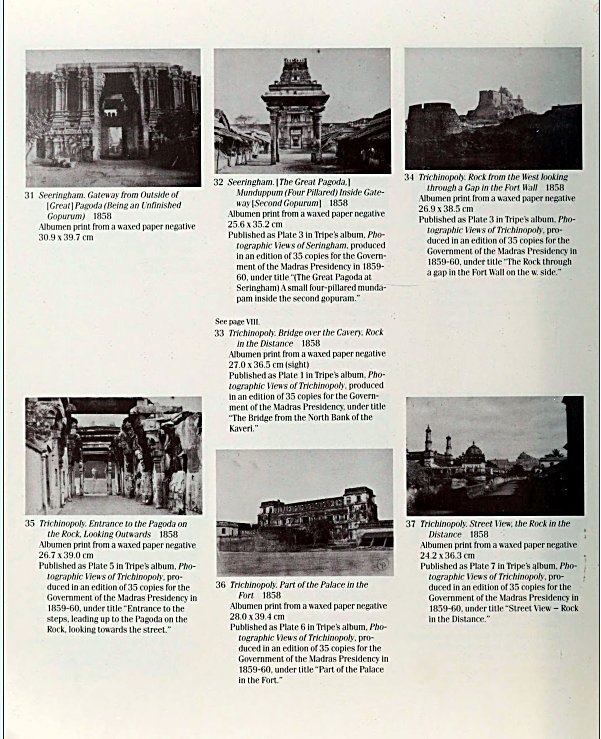 31 Seeringham. Gateway from Outside of
[Great] Pagoda (Being an Unfinished
Gopurum) 1858
Albumen print from a waxed paper negative
30.9 x 39.7 cm
32 Seeringham. [The Great Pagoda,]
Munduppum (Four Pillared) Inside Gate-
way [Second Gopurum] 1858
Albumen print from a waxed paper negative
25.6 x 35.2 cm
Published as Plate 3 in Tripe's album, Pho-
tographic Views of Seringham, produced
in an edition of 35 copies for the Govern-
ment of the Madras Presidency in 1859-
60, under title "(The Great Pagoda at
Seringham) A small four-pillared munda-
pam inside the second gopuram."
34 Trichinopoly. Rock from the West looking
through a Gap in the Fort Wall 1858
Albumen print from a waxed paper negative
26.9 x 38.5 cm
Published as Plate 3 in Tripe's album, Pho-
tographic Views of Trichinopoly, pro-
duced in an edition of 35 copies for the
Government of the Madras Presidency in
1859-60, under title "The Rock through
a gap in the Fort Wall on the w. side."
See page VIII.
33 Trichinopoly. Bridge over the Cavery, Rock
in the Distance 1858
Albumen print from a waxed paper negative
27.0 x 36.5 cm (sight)
Published as Plate 1 in Tripe's album, Pho-
tographic Views of Trichinopoly, produced
in an edition of 35 copies for the Govern-
ment of the Madras Presidency, under title
"The Bridge from the North Bank of the
Kaveri."
35 Trichinopoly. Entrance to the Pagoda on
the Rock, Looking Outwards 1858
Albumen print from a waxed paper negative
26.7 x 39.0 cm
Published as Plate 5 in Tripe's album, Pho-
tographic Views of Trichinopoly, pro-
duced in an edition of 35 copies for the
Government of the Madras Presidency in
1859-60, under title "Entrance to the
steps, leading up to the Pagoda on the
Rock, looking towards the street."
36 Trichinopoly. Part of the Palace in the
Fort 1858
Albumen print from a waxed paper negative
28.0 x 39.4 cm
Published as Plate 6 in Tripe's album, Pho-
tographic Views of Trichinopoly, pro-
duced in an edition of 35 copies for the
Government of the Madras Presidency in
1859-60, under title "Part of the Palace
in the Fort."
37 Trichinopoly. Street View, the Rock in the
Distance 1858
Albumen print from a waxed paper negative
24.2 x 36.3 cm
Published as Plate 7 in Tripe's album, Pho-
tographic Views of Trichinopoly, pro-
duced in an edition of 35 copies for the
Government of the Madras Presidency in
1859-60, under title "Street View – Rock
in the Distance."